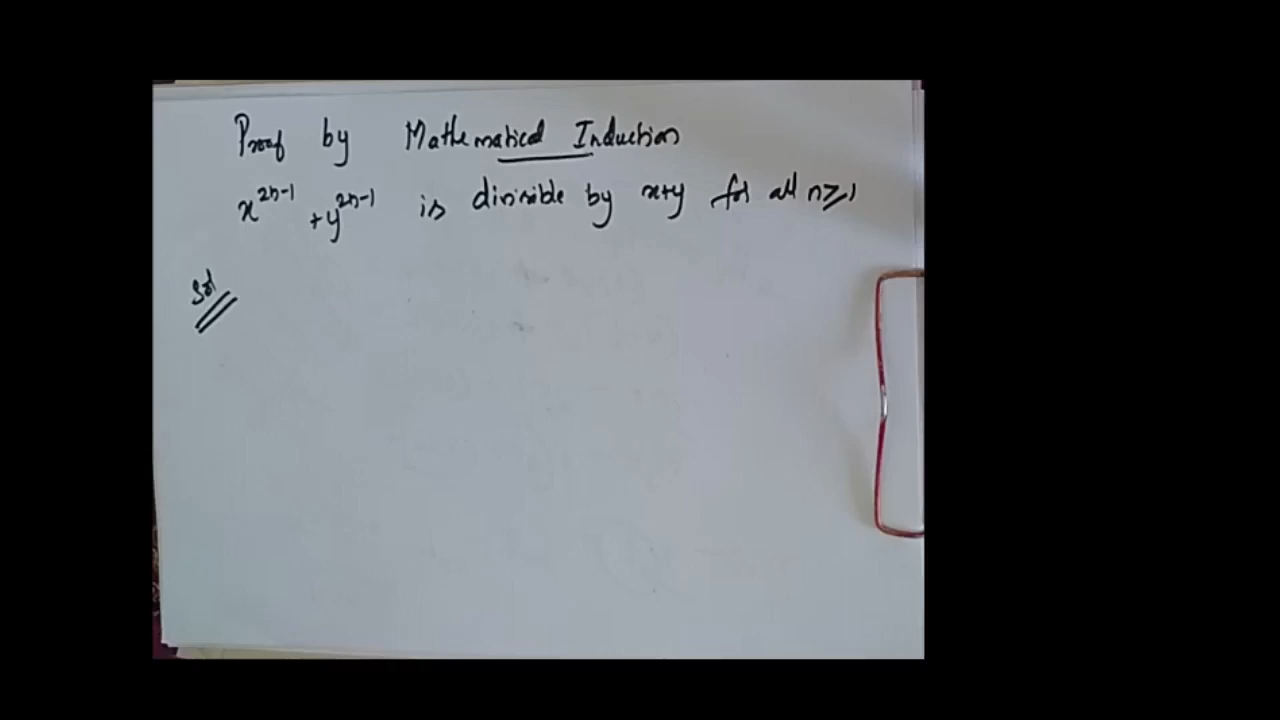 Proof by Mathematical Induction
x^{2n-1} + y^{2n-1} is divisible by x+y for all n≥1
Sol